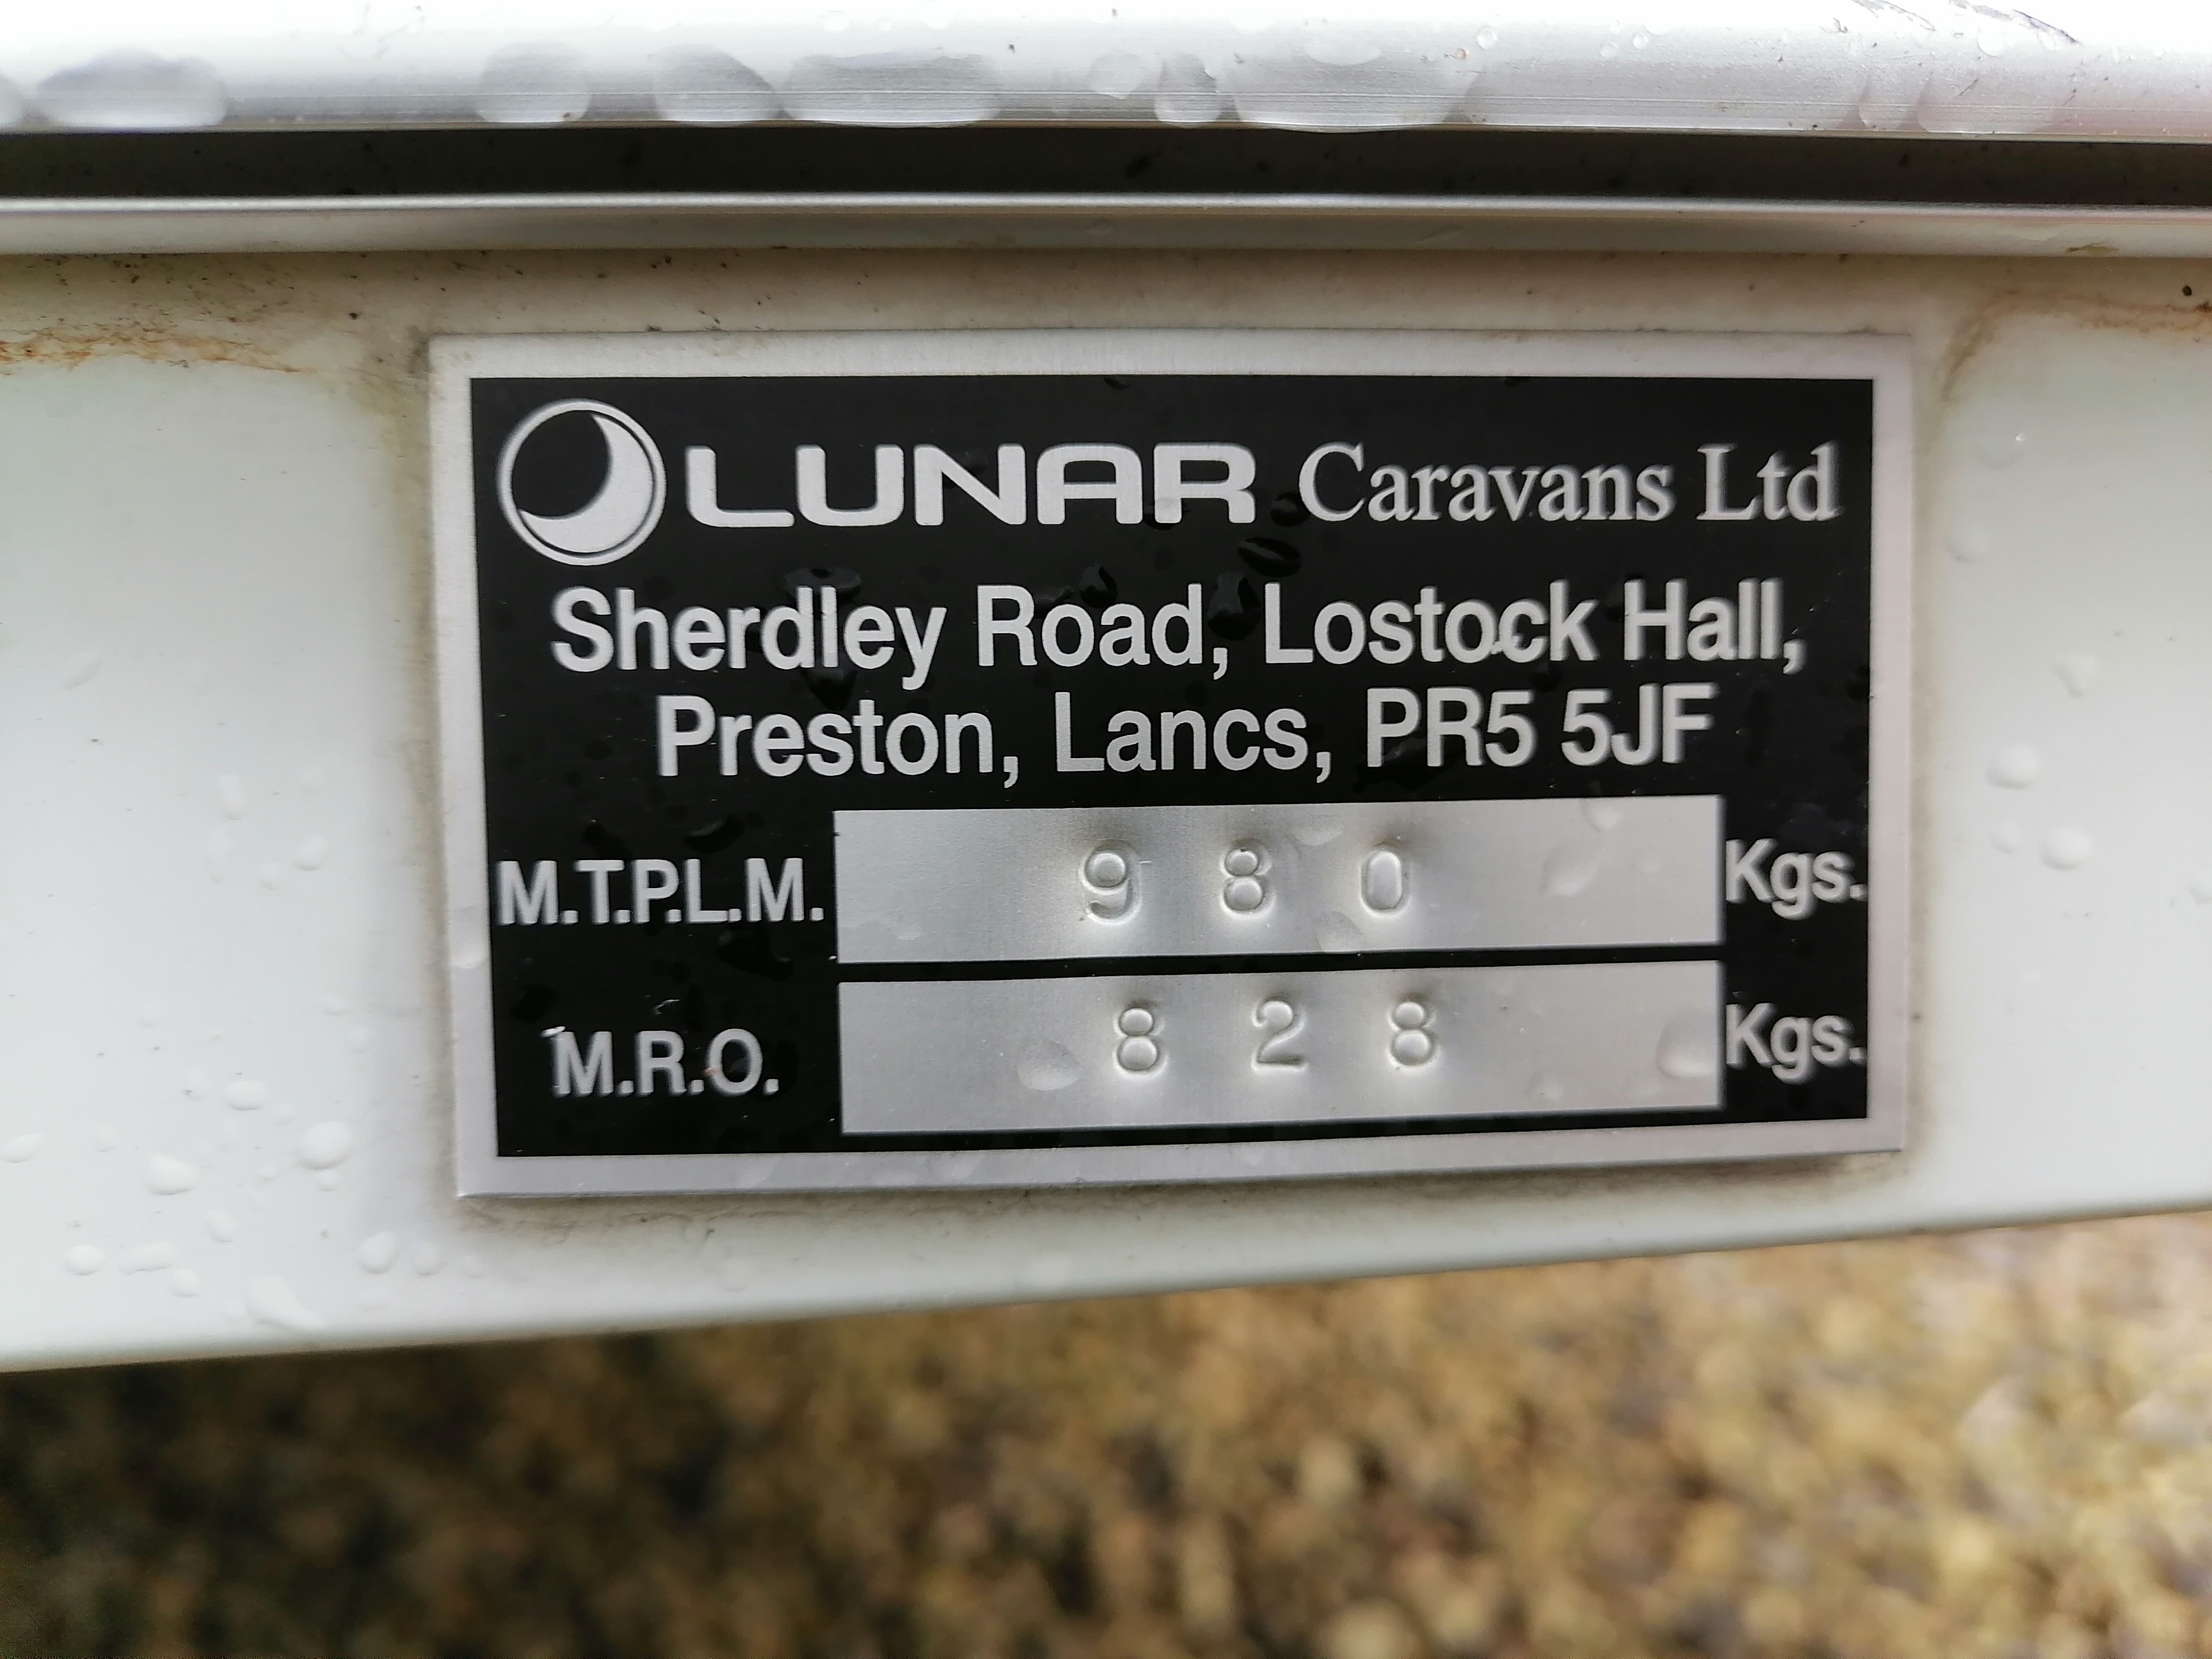 LUNAR Caravans Ltd
Sherdley Road, Lostock Hall,
Preston, Lancs, PR5 5JF
M.T.P.L.M. 980 Kgs.
M.R.O. 828 Kgs.